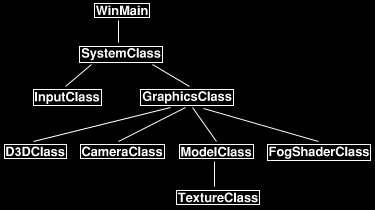 WinMain
SystemClass
InputClass
GraphicsClass
D3DClass
CameraClass
ModelClass
FogShaderClass
TextureClass